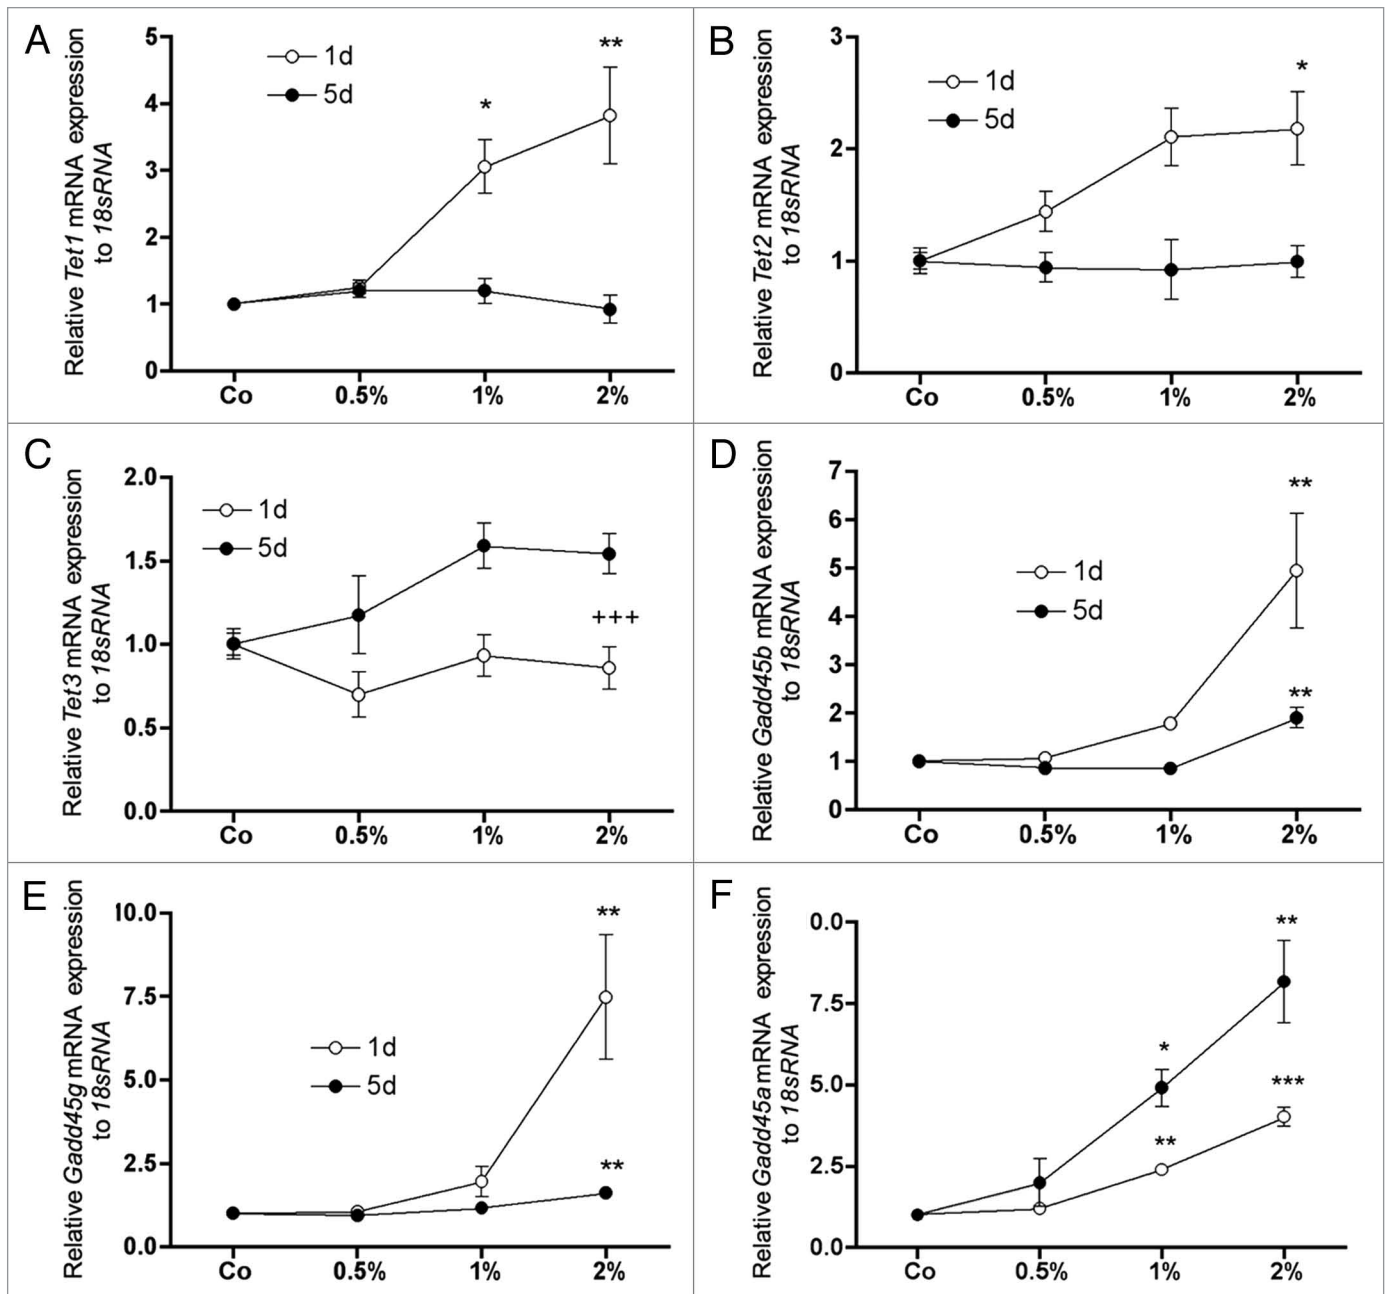 A
Relative Tet1 mRNA expression
to 18sRNA
5
4
3
2
1
0
1d
5d
*
**
Co 0.5% 1% 2%
B
Relative Tet2 mRNA expression
to 18sRNA
3
2
1
0
1d
5d
*
Co 0.5% 1% 2%
C
Relative Tet3 mRNA expression
to 18sRNA
2.0
1.5
1.0
0.5
0.0
1d
5d
+++
Co 0.5% 1% 2%
D
Relative Gadd45b mRNA expression
to 18sRNA
7
6
5
4
3
2
1
0
1d
5d
**
**
Co 0.5% 1% 2%
E
Relative Gadd45g mRNA expression
to 18sRNA
10.0
7.5
5.0
2.5
0.0
1d
5d
**
**
Co 0.5% 1% 2%
F
Relative Gadd45a mRNA expression
to 18sRNA
0.0
7.5
5.0
2.5
0.0
**
*
***
**
Co 0.5% 1% 2%